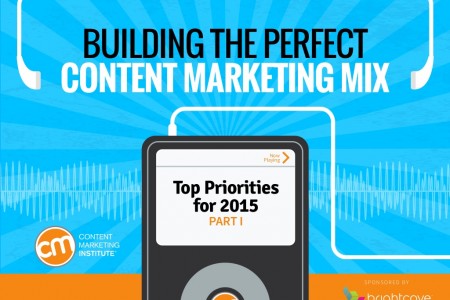 BUILDING THE PERFECT
CONTENT MARKETING MIX
Now
Playing
Top Priorities
for 2015
PART I
cm
CONTENT
MARKETING
INSTITUTE
SPONSORED BY
brightcove